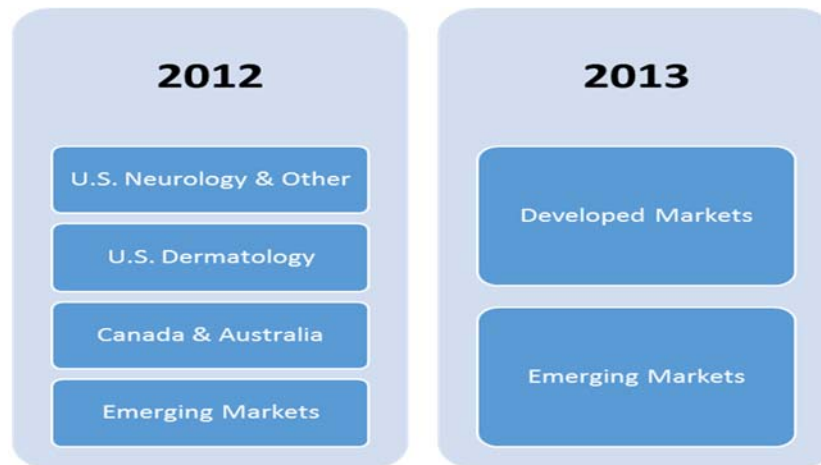 2012
U.S. Neurology & Other
U.S. Dermatology
Canada & Australia
Emerging Markets
2013
Developed Markets
Emerging Markets